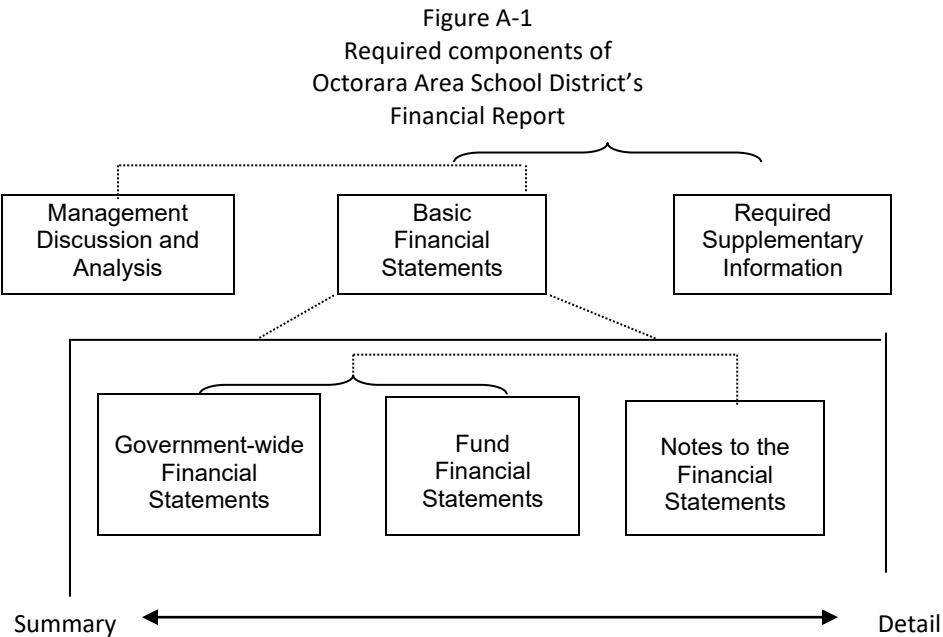 Figure A-1
Required components of
Octorara Area School District’s
Financial Report
Management
Discussion and
Analysis
Basic
Financial
Statements
Required
Supplementary
Information
Government-wide
Financial
Statements
Fund
Financial
Statements
Notes to the
Financial
Statements
Summary
Detail